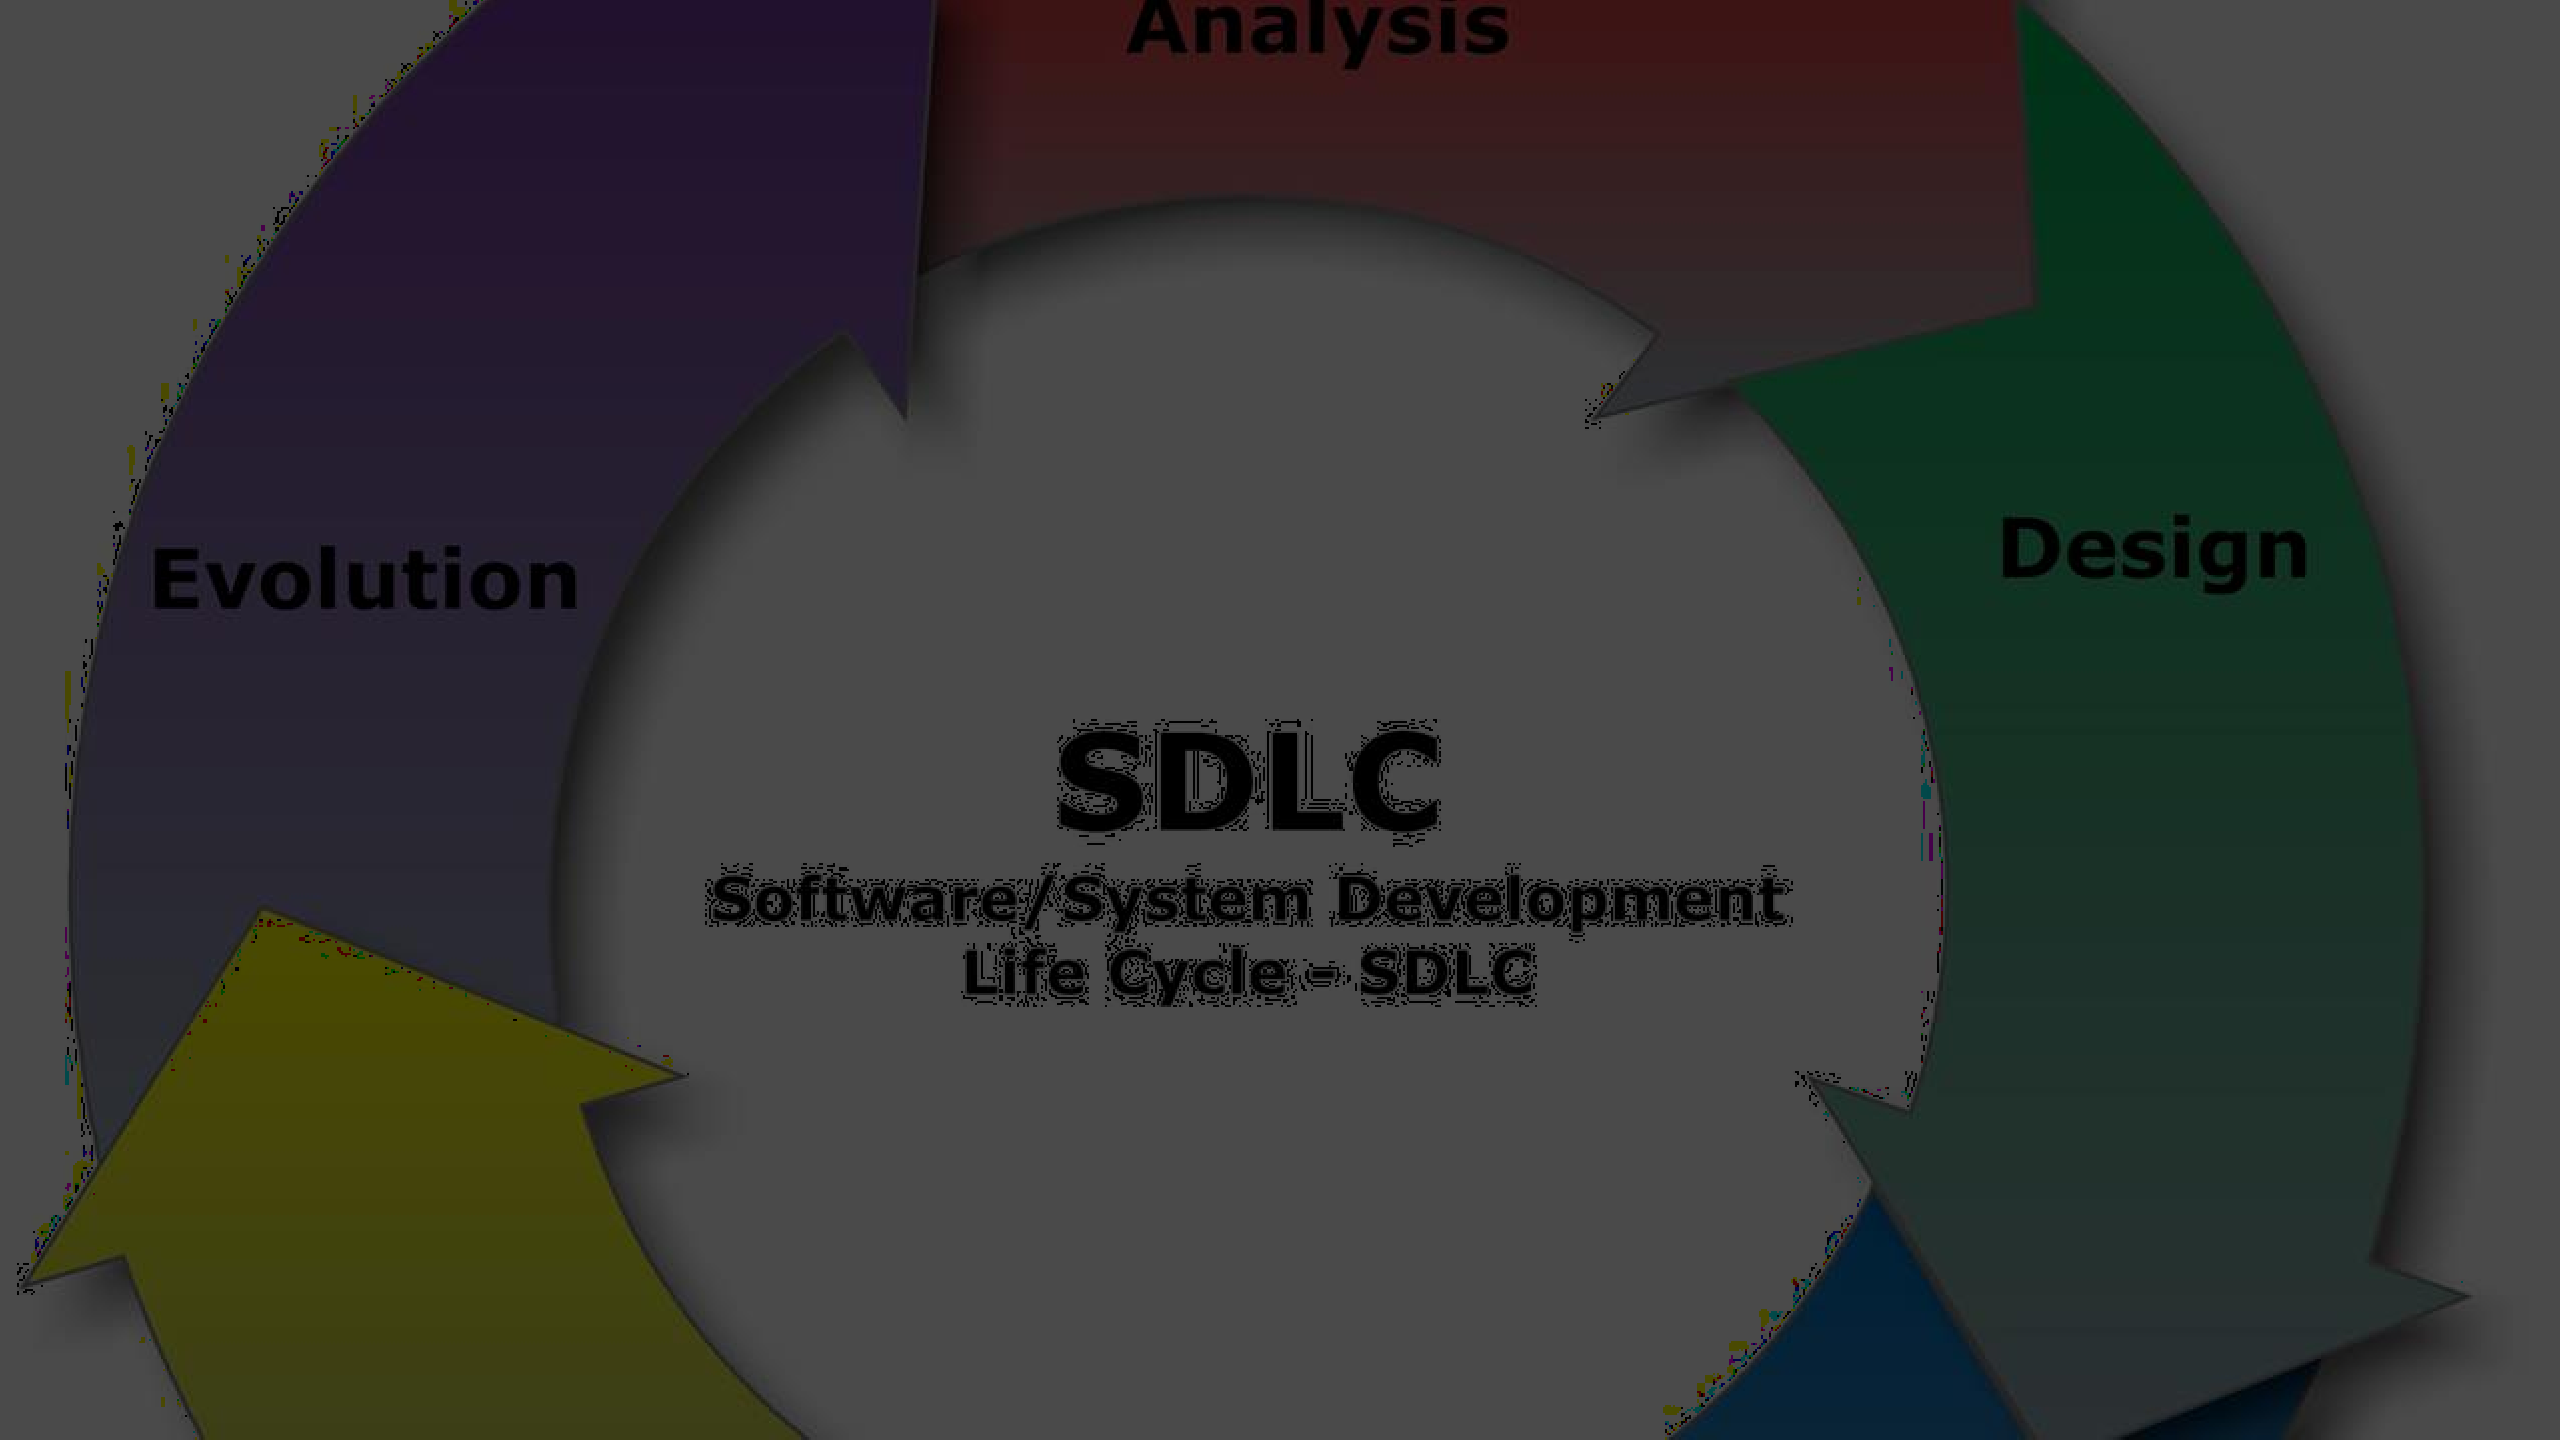 Analysis
Design
Evolution
SDLC
Software/System Development
Life Cycle - SDLC